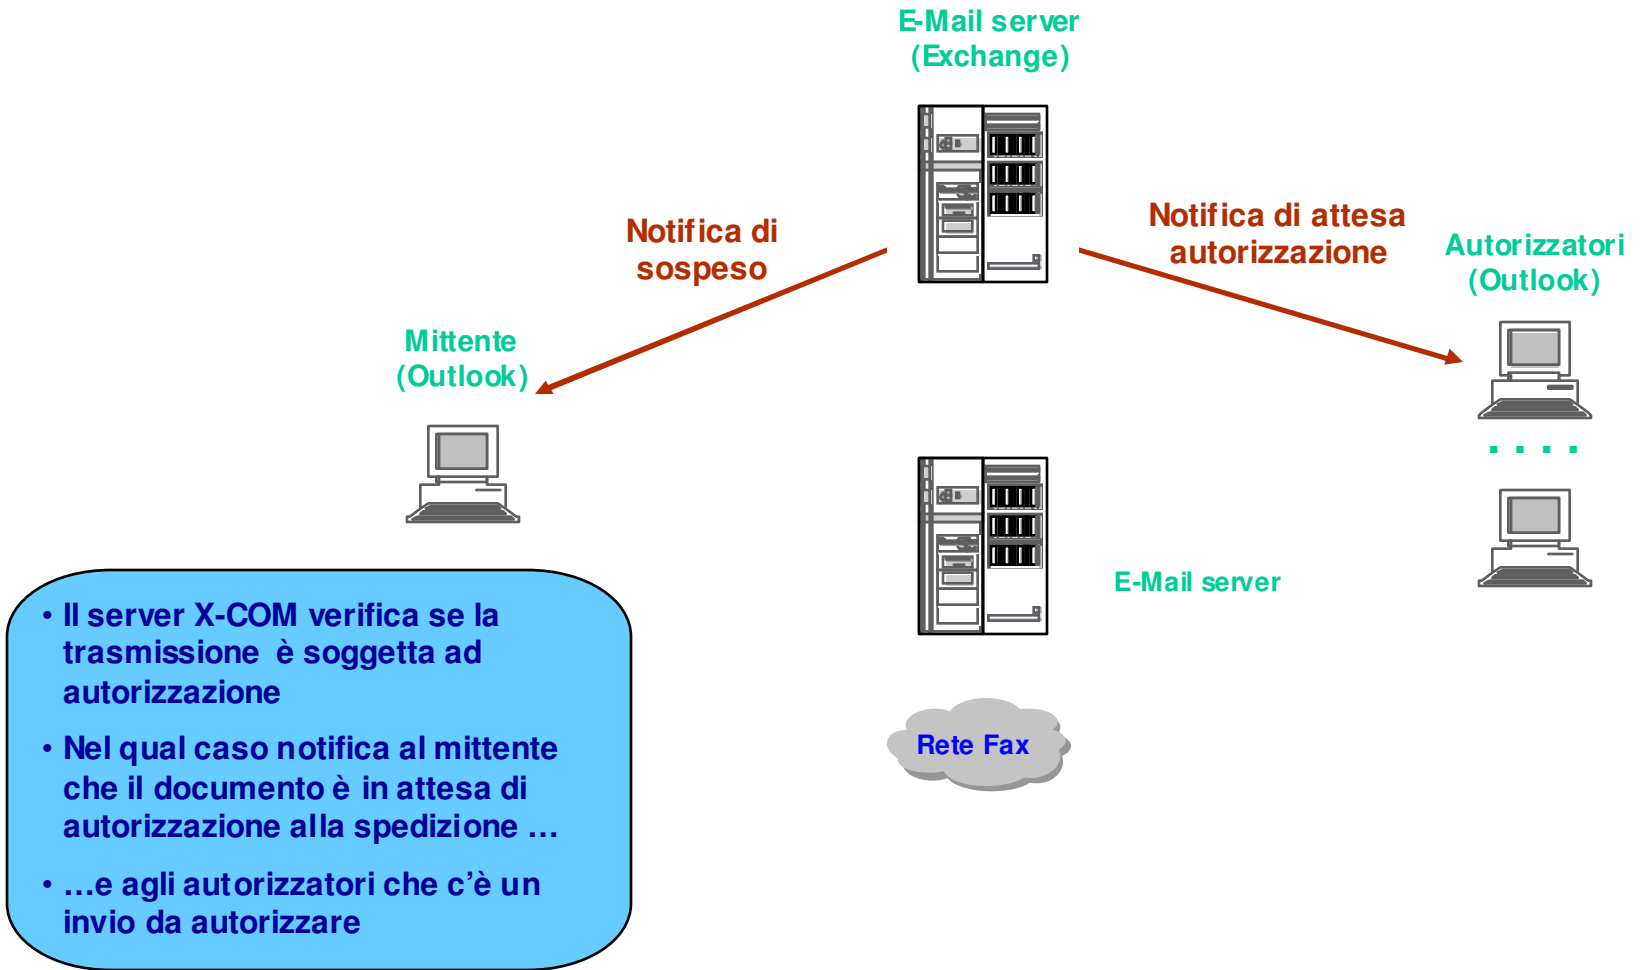 E-Mail server
(Exchange)
Notifica di
sospeso
Notifica di attesa
autorizzazione
Autorizzatori
(Outlook)
Mittente
(Outlook)
. . . .
E-Mail server
Rete Fax
• Il server X-COM verifica se la
trasmissione è soggetta ad
autorizzazione
• Nel qual caso notifica al mittente
che il documento è in attesa di
autorizzazione alla spedizione …
• …e agli autorizzatori che c’è un
invio da autorizzare